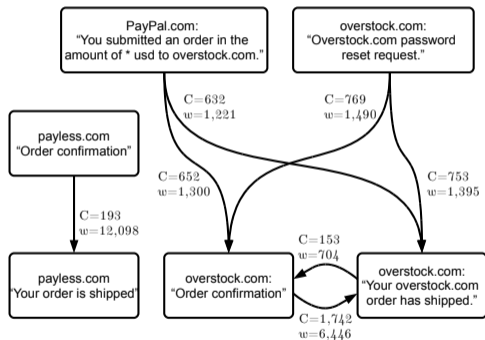 PayPal.com:
“You submitted an order in the
amount of * usd to overstock.com.”
overstock.com:
“Overstock.com password
reset request.”
C=632
w=1,221
C=769
w=1,490
payless.com
“Order confirmation”
C=652
w=1,300
C=753
w=1,395
C=193
w=12,098
payless.com
“Your order is shipped”
overstock.com:
“Order confirmation”
C=153
w=704
overstock.com:
“Your overstock.com
order has shipped.”
C=1,742
w=6,446